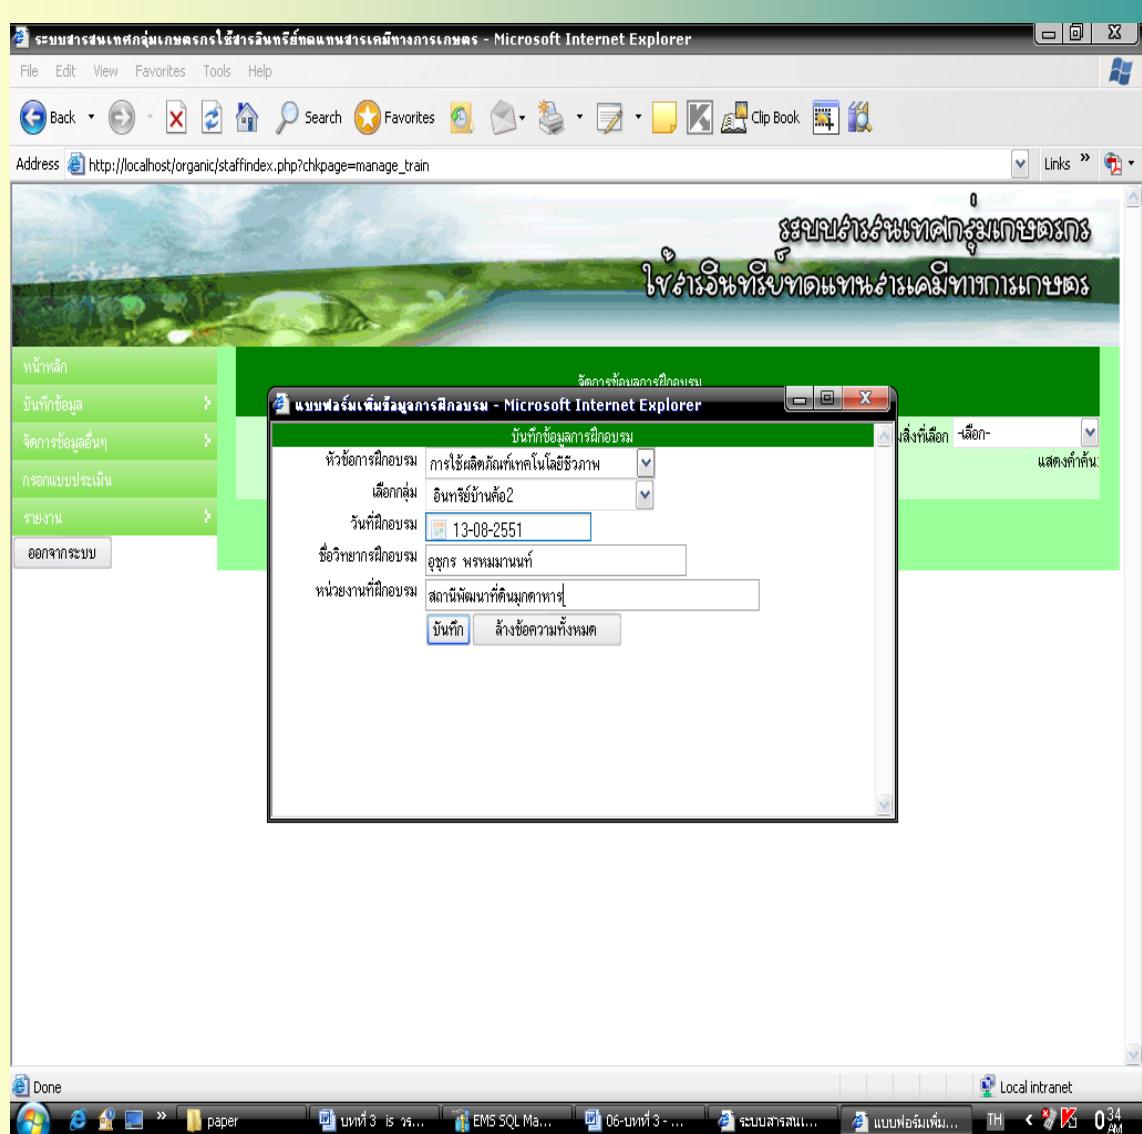 ระบบสารสนเทศกลุ่มเกษตรกรใช้สารอินทรีย์ทดแทนสารเคมีทางการเกษตร - Microsoft Internet Explorer
File Edit View Favorites Tools Help
Back Search Favorites Clip Book
Address http://localhost/organic/staffindex.php?chkpage=manage_train Links »
ระบบสารสนเทศกลุ่มเกษตรกร
ใช้สารอินทรีย์ทดแทนสารเคมีทางการเกษตร
หน้าหลัก
บันทึกข้อมูล
จัดการข้อมูลอื่นๆ
กรอกแบบประเมิน
รายงาน
ออกจากระบบ
จัดการข้อมูลการฝึกอบรม
สิ่งที่เลือก -เลือก-
แสดงคำค้น:
แบบฟอร์มเพิ่มข้อมูลการฝึกอบรม - Microsoft Internet Explorer
บันทึกข้อมูลการฝึกอบรม
หัวข้อการฝึกอบรม การใช้ผลิตภัณฑ์เทคโนโลยีชีวภาพ
เลือกกลุ่ม อินทรีย์บ้านค้อ2
วันที่ฝึกอบรม 13-08-2551
ชื่อวิทยากรฝึกอบรม อุชุกร พรหมมานนท์
หน่วยงานที่ฝึกอบรม สถานีพัฒนาที่ดินมุกดาหาร
บันทึก ล้างข้อความทั้งหมด
Done Local intranet
» paper บทที่ 3 is วร... EMS SQL Ma... 06-บทที่ 3 - ... ระบบสารสนเ... แบบฟอร์มเพิ่ม... TH 0 34 AM